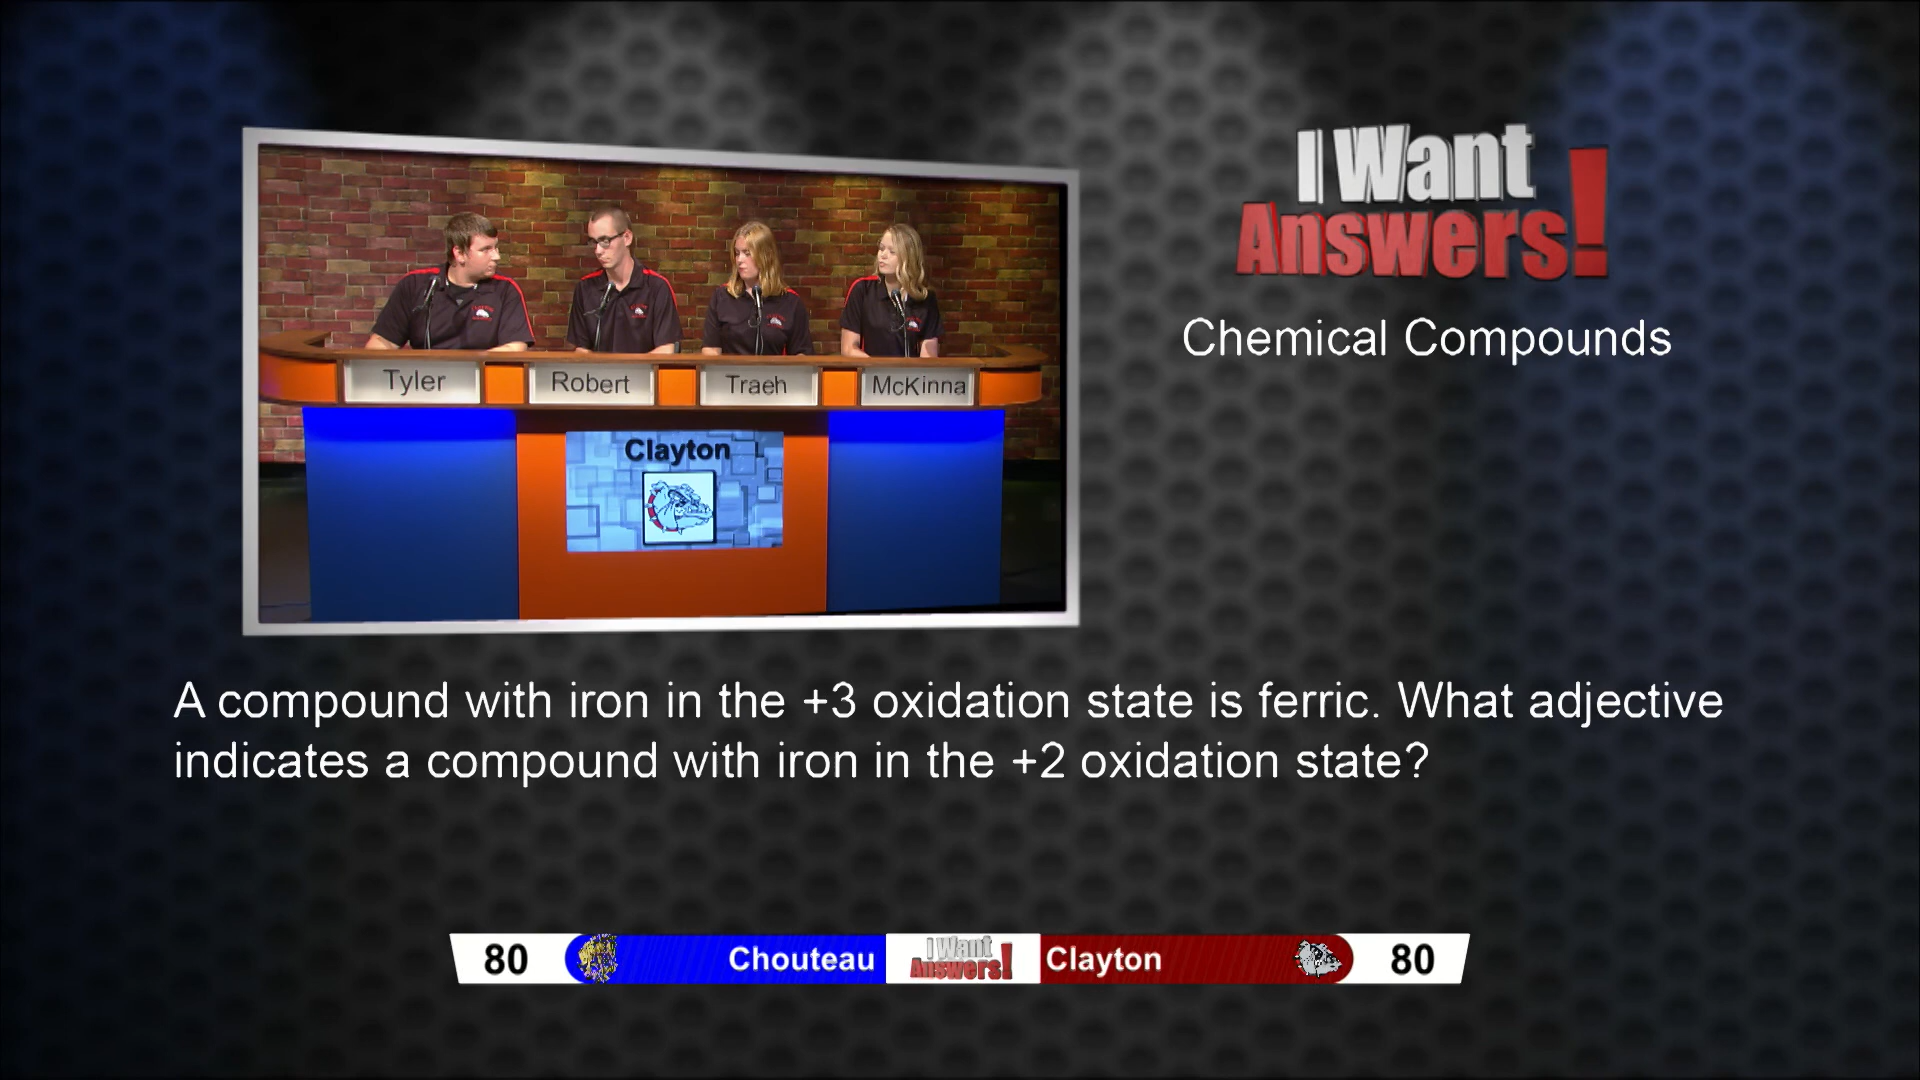 I Want
Answers!
Chemical Compounds
Tyler
Robert
Traeh
McKinna
Clayton
A compound with iron in the +3 oxidation state is ferric. What adjective
indicates a compound with iron in the +2 oxidation state?
80
Chouteau
I Want
Answers!
Clayton
80